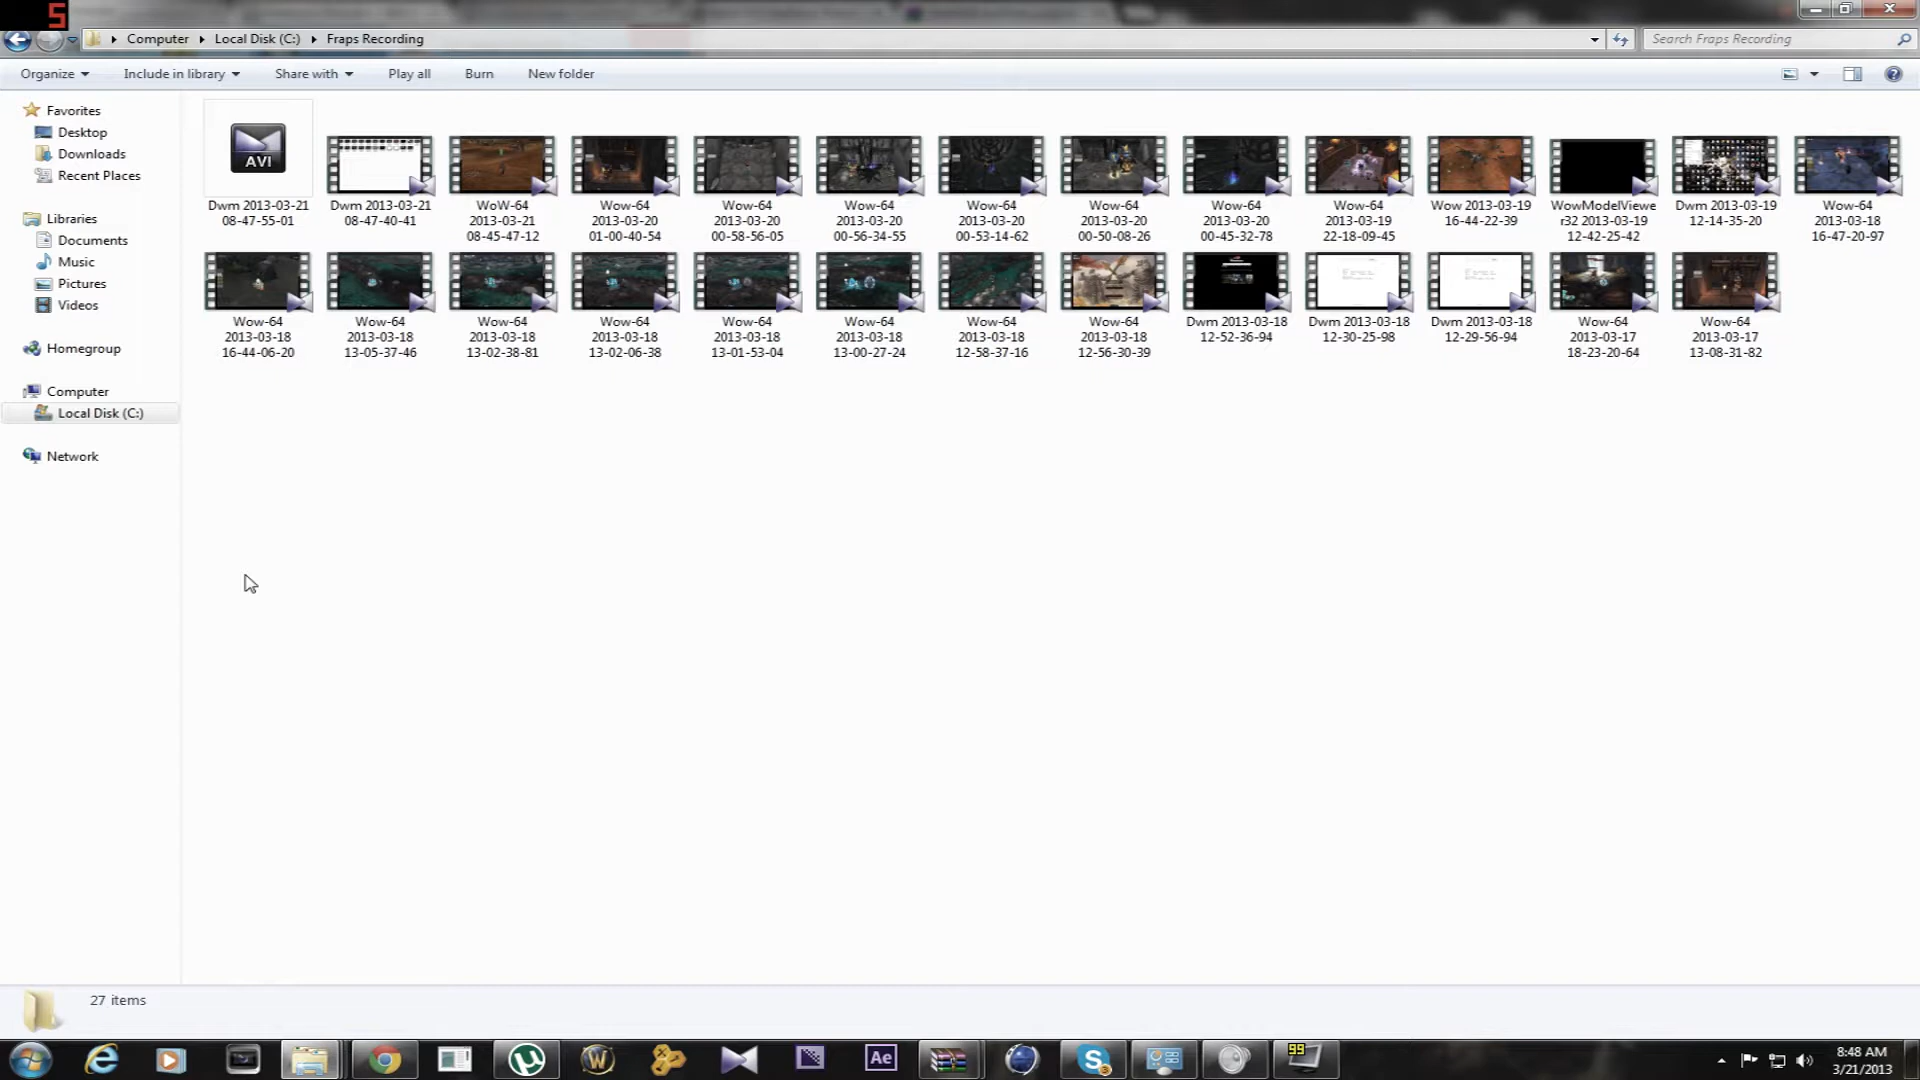 5
Computer Local Disk (C:) Fraps Recording
Search Fraps Recording
Organize Include in library Share with Play all Burn New folder
Favorites
Desktop
Downloads
Recent Places
Libraries
Documents
Music
Pictures
Videos
Homegroup
Computer
Local Disk (C:)
Network
AVI
Dwm 2013-03-21
08-47-55-01
Dwm 2013-03-21
08-47-40-41
WoW-64
2013-03-21
08-45-47-12
Wow-64
2013-03-20
01-00-40-54
Wow-64
2013-03-20
00-58-56-05
Wow-64
2013-03-20
00-56-34-55
Wow-64
2013-03-20
00-53-14-62
Wow-64
2013-03-20
00-50-08-26
Wow-64
2013-03-20
00-45-32-78
Wow-64
2013-03-19
22-18-09-45
Wow 2013-03-19
16-44-22-39
WowModelViewe
r32 2013-03-19
12-42-25-42
Dwm 2013-03-19
12-14-35-20
Wow-64
2013-03-18
16-47-20-97
Wow-64
2013-03-18
16-44-06-20
Wow-64
2013-03-18
13-05-37-46
Wow-64
2013-03-18
13-02-38-81
Wow-64
2013-03-18
13-02-06-38
Wow-64
2013-03-18
13-01-53-04
Wow-64
2013-03-18
13-00-27-24
Wow-64
2013-03-18
12-58-37-16
Wow-64
2013-03-18
12-56-30-39
Dwm 2013-03-18
12-52-36-94
Dwm 2013-03-18
12-30-25-98
Dwm 2013-03-18
12-29-56-94
Wow-64
2013-03-17
18-23-20-64
Wow-64
2013-03-17
13-08-31-82
27 items
Ae
99
8:48 AM
3/21/2013